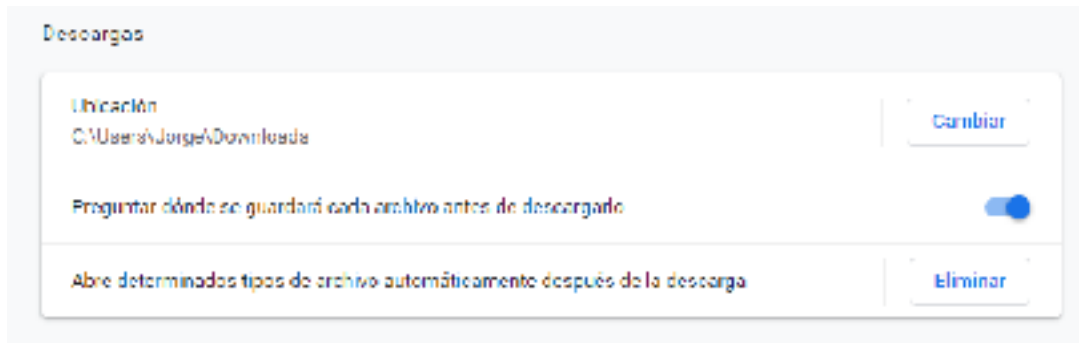 Descargas
Ubicación
C:\Users\Jorge\Downloads
Cambiar
Preguntar dónde se guardará cada archivo antes de descargarlo
Abre determinados tipos de archivo automáticamente después de la descarga
Eliminar